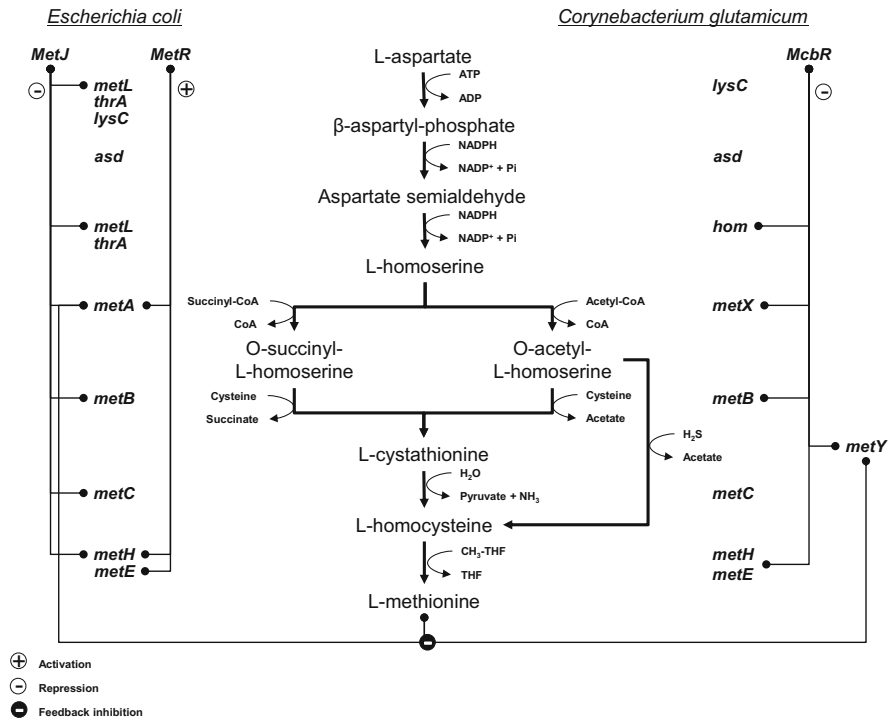 Escherichia coli
Corynebacterium glutamicum
MetJ
MetR
McbR
L-aspartate
ATP
ADP
metL
thrA
lysC
lysC
β-aspartyl-phosphate
NADPH
NADP+ + Pi
asd
asd
Aspartate semialdehyde
NADPH
NADP+ + Pi
metL
thrA
hom
L-homoserine
Succinyl-CoA
CoA
Acetyl-CoA
CoA
metA
metX
O-succinyl-
L-homoserine
O-acetyl-
L-homoserine
Cysteine
Succinate
Cysteine
Acetate
metB
metB
H2S
Acetate
metY
L-cystathionine
H2O
Pyruvate + NH3
metC
metC
L-homocysteine
CH3-THF
THF
metH
metE
metH
metE
L-methionine
+ Activation
- Repression
- Feedback inhibition